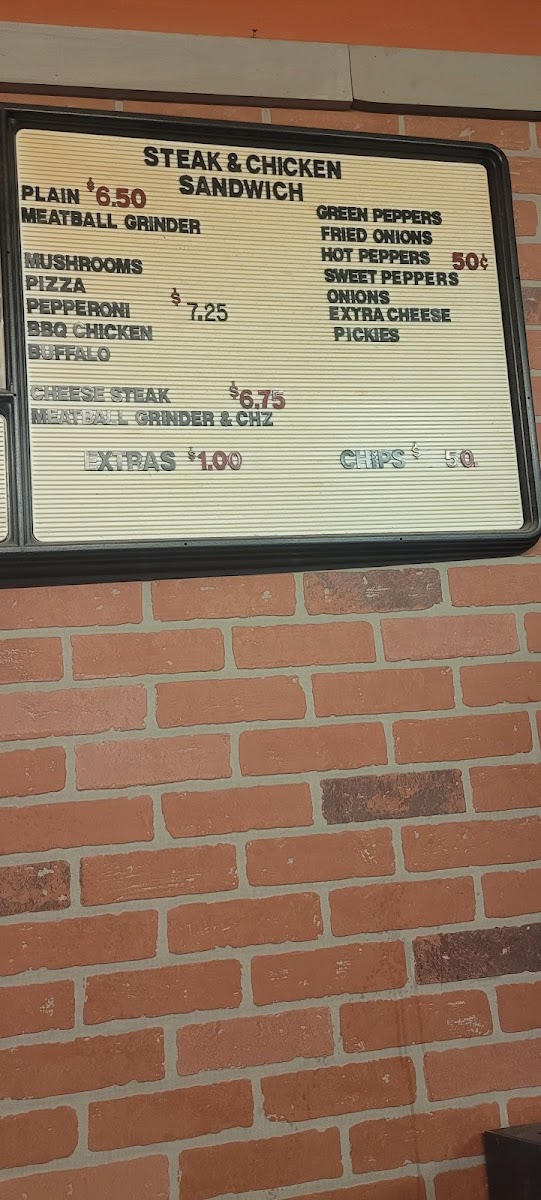 STEAK & CHICKEN
SANDWICH
PLAIN $6.50
MEATBALL GRINDER
MUSHROOMS
PIZZA
PEPPERONI $7.25
BBQ CHICKEN
BUFFALO
CHEESE STEAK $6.75
MEATBALL GRINDER & CHZ
EXTRAS $1.00
GREEN PEPPERS
FRIED ONIONS
HOT PEPPERS 50¢
SWEET PEPPERS
ONIONS
EXTRA CHEESE
PICKIES
CHIPS $ 50